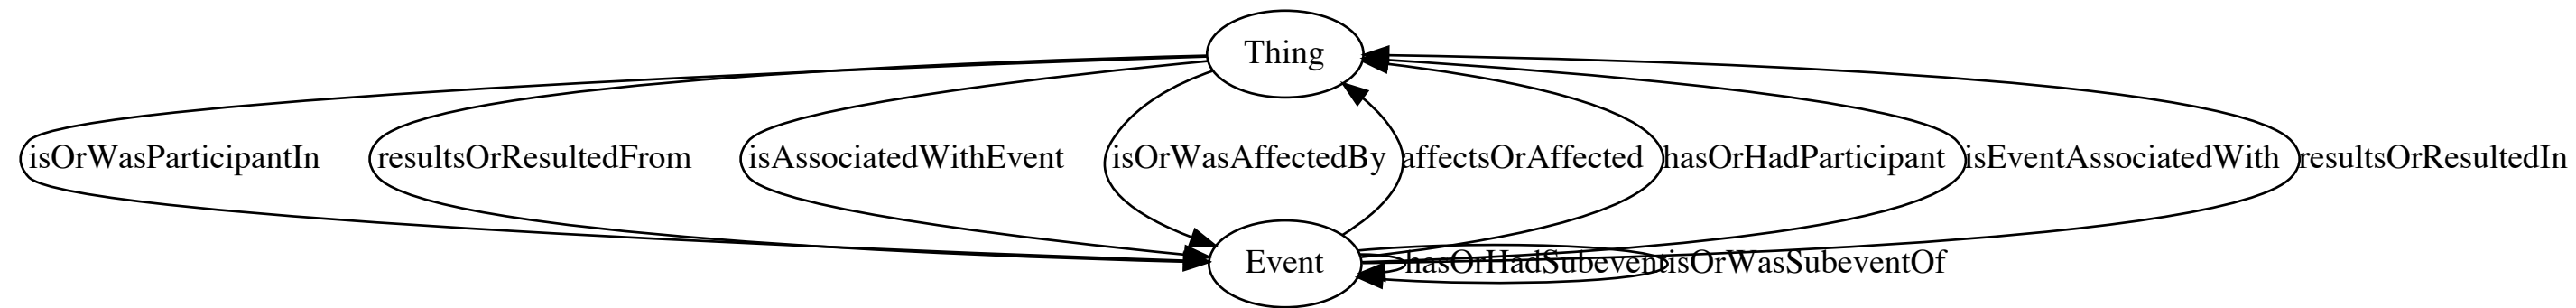 Thing
isOrWasParticipantIn
resultsOrResultedFrom
isAssociatedWithEvent
isOrWasAffectedBy
affectsOrAffected
hasOrHadParticipant
isEventAssociatedWith
resultsOrResultedIn
Event
hasOrHadSubevent
isOrWasSubeventOf